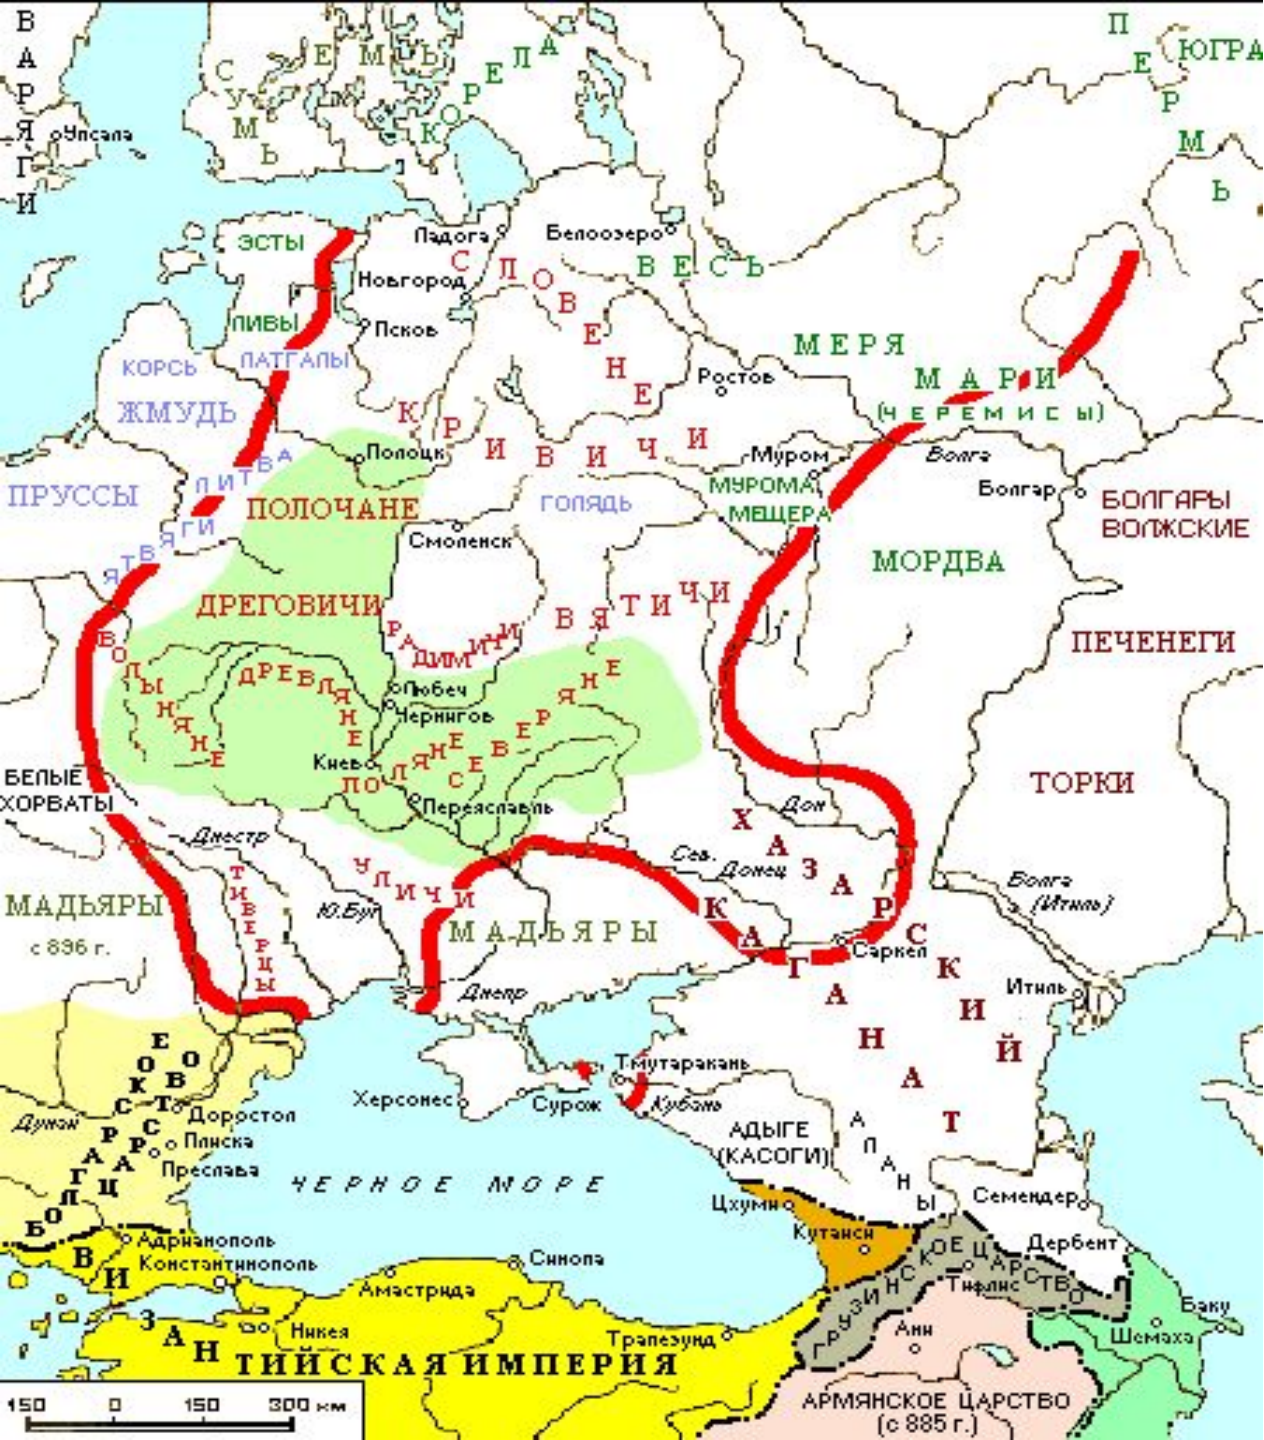 ВАРЯГИ
Упсала
СУМЬ
ЕМЬ
КОРЕЛА
ПЕРМЬ
ЮГРА
ЭСТЫ
Ладога
Белоозеро
ВЕСЬ
СЛОВЕНЕ
Новгород
ЛИВЫ
Псков
ЛАТГАЛЫ
КОРСЬ
ЖМУДЬ
МЕРЯ
МАРИ
(ЧЕРЕМИСЫ)
Ростов
КРИВИЧИ
Полоцк
ЛИТВА
ПРУССЫ
ПОЛОЧАНЕ
ГОЛЯДЬ
Муром
МУРОМА
МЕЩЕРА
Волга
Болгар
БОЛГАРЫ
ВОЛЖСКИЕ
ЯТВЯГИ
Смоленск
МОРДВА
ДРЕГОВИЧИ
РАДИМИЧИ
ВЯТИЧИ
ПЕЧЕНЕГИ
ВОЛЫНЯНЕ
ДРЕВЛЯНЕ
Любеч
Чернигов
СЕВЕРЯНЕ
Киев
ПОЛЯНЕ
Переяславль
БЕЛЫЕ
ХОРВАТЫ
ТОРКИ
Днестр
Дон
ХАЗАРСКИЙ
Сев.
Донец
УЛИЧИ
ТИВЕРЦЫ
Ю.Буг
Волга
(Итиль)
МАДЬЯРЫ
с 896 г.
МАДЬЯРЫ
КАГАНАТ
Саркел
Днепр
Итиль
БОЛГАРСКОЕ
ЦАРСТВО
Тмутаракань
Херсонес
Сурож
Кубань
Дунай
Доростол
Плиска
Преслава
АДЫГЕ
(КАСОГИ)
АЛАНЫ
ЧЕРНОЕ МОРЕ
Цхуми
Семендер
Кутаиси
Дербент
Адрианополь
Константинополь
Синопа
Амастрида
ГРУЗИНСКОЕ ЦАРСТВО
Тифлис
Баку
Шемаха
Никея
Трапезунд
Ани
ВИЗАНТИЙСКАЯ ИМПЕРИЯ
АРМЯНСКОЕ ЦАРСТВО
(с 885 г.)
150 0 150 300 км